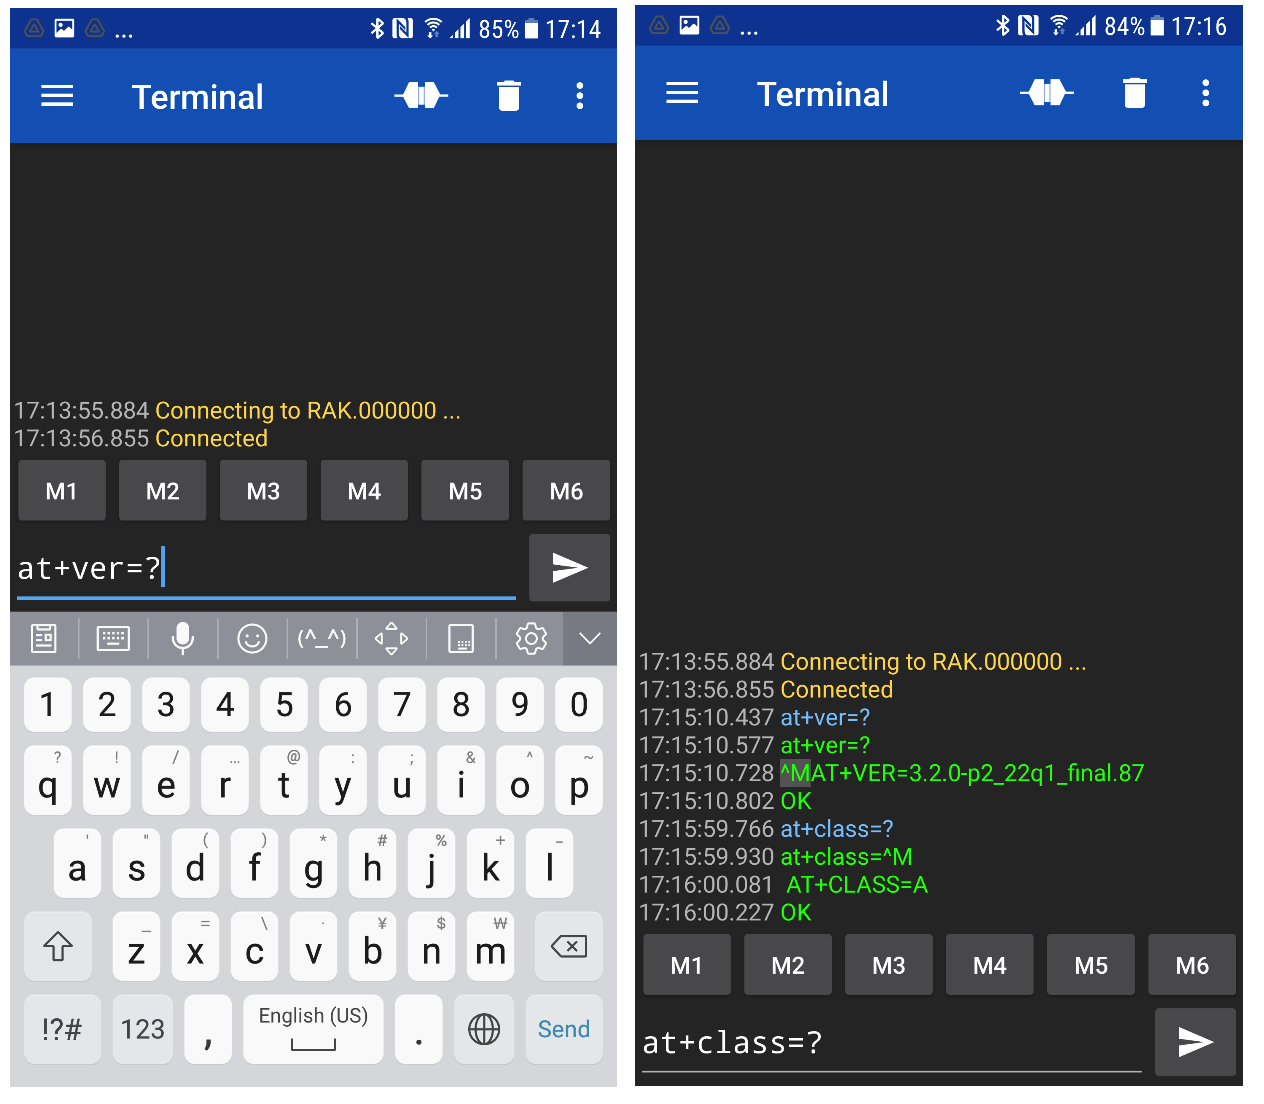 ... 85% 17:14
Terminal
17:13:55.884 Connecting to RAK.000000 ...
17:13:56.855 Connected
M1 M2 M3 M4 M5 M6
at+ver=?
(^_^)
1 2 3 4 5 6 7 8 9 0
? ! / ... @ : ; & ^ ~
q w e r t y u i o p
' " ( ) * # % + -
a s d f g h j k l
_ = \ · ¥ $ ₩
z x c v b n m
!?# 123 , English (US) . Send
... 84% 17:16
Terminal
17:13:55.884 Connecting to RAK.000000 ...
17:13:56.855 Connected
17:15:10.437 at+ver=?
17:15:10.577 at+ver=?
17:15:10.728 ^MAT+VER=3.2.0-p2_22q1_final.87
17:15:10.802 OK
17:15:59.766 at+class=?
17:15:59.930 at+class=^M
17:16:00.081 AT+CLASS=A
17:16:00.227 OK
M1 M2 M3 M4 M5 M6
at+class=?